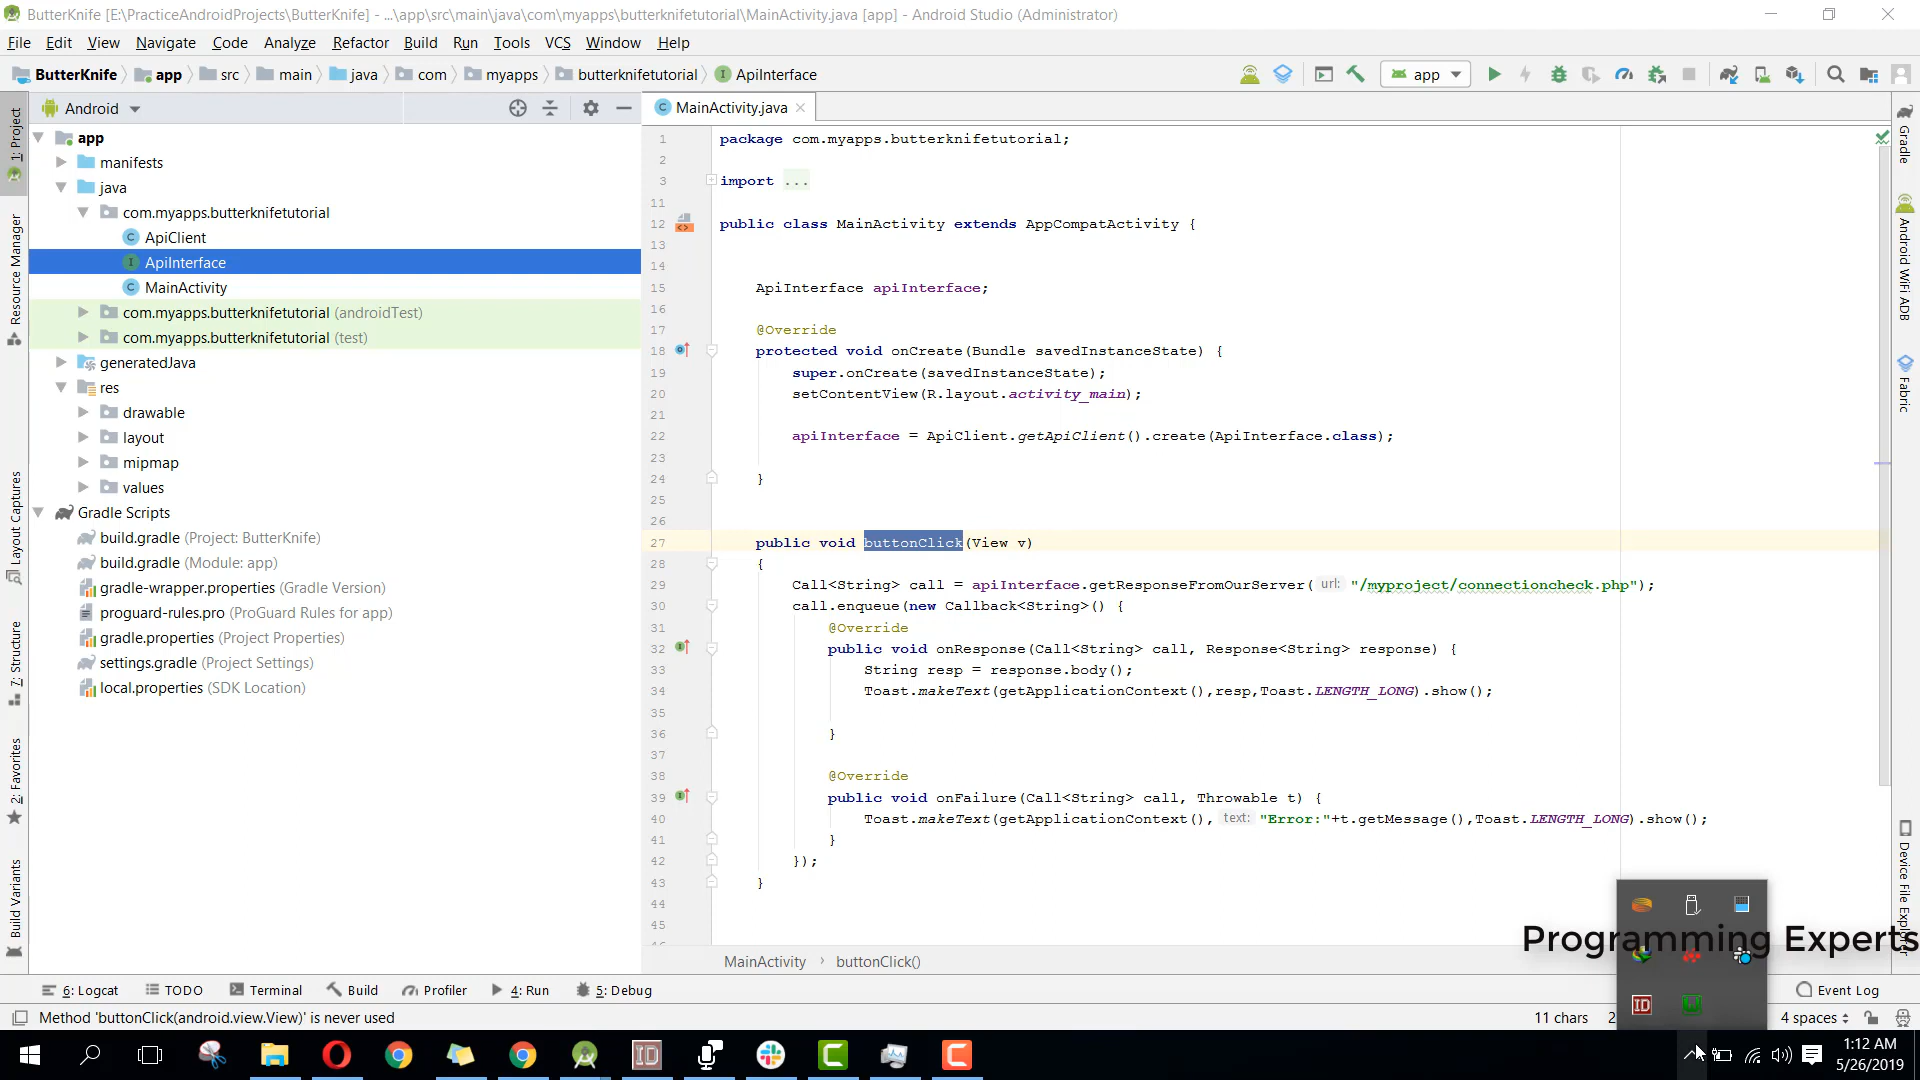 ButterKnife [E:\PracticeAndroidProjects\ButterKnife] - ...\app\src\main\java\com\myapps\butterknifetutorial\MainActivity.java [app] - Android Studio (Administrator)
File Edit View Navigate Code Analyze Refactor Build Run Tools VCS Window Help
ButterKnife app src main java com myapps butterknifetutorial ApiInterface app
Android
MainActivity.java
1: Project
Resource Manager
Layout Captures
7: Structure
2: Favorites
Build Variants
app
manifests
java
com.myapps.butterknifetutorial
ApiClient
ApiInterface
MainActivity
com.myapps.butterknifetutorial (androidTest)
com.myapps.butterknifetutorial (test)
generatedJava
res
drawable
layout
mipmap
values
Gradle Scripts
build.gradle (Project: ButterKnife)
build.gradle (Module: app)
gradle-wrapper.properties (Gradle Version)
proguard-rules.pro (ProGuard Rules for app)
gradle.properties (Project Properties)
settings.gradle (Project Settings)
local.properties (SDK Location)
1 package com.myapps.butterknifetutorial;
2
3 import ...
11
12 public class MainActivity extends AppCompatActivity {
13
14
15 ApiInterface apiInterface;
16
17 @Override
18 protected void onCreate(Bundle savedInstanceState) {
19 super.onCreate(savedInstanceState);
20 setContentView(R.layout.activity_main);
21
22 apiInterface = ApiClient.getApiClient().create(ApiInterface.class);
23
24 }
25
26
27 public void buttonClick(View v)
28 {
29 Call<String> call = apiInterface.getResponseFromOurServer( url: "/myproject/connectioncheck.php");
30 call.enqueue(new Callback<String>() {
31 @Override
32 public void onResponse(Call<String> call, Response<String> response) {
33 String resp = response.body();
34 Toast.makeText(getApplicationContext(),resp,Toast.LENGTH_LONG).show();
35
36 }
37
38 @Override
39 public void onFailure(Call<String> call, Throwable t) {
40 Toast.makeText(getApplicationContext(), text: "Error:"+t.getMessage(),Toast.LENGTH_LONG).show();
41 }
42 });
43 }
44
45
Gradle
Android WiFi ADB
Fabric
Device File Explorer
Programming Experts
MainActivity › buttonClick()
6: Logcat TODO Terminal Build Profiler 4: Run 5: Debug Event Log
Method 'buttonClick(android.view.View)' is never used 11 chars 4 spaces
1:12 AM
5/26/2019